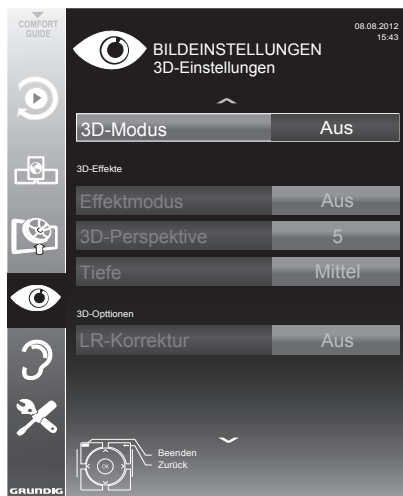 COMFORT
GUIDE
08.08.2012
15:43
BILDEINSTELLUNGEN
3D-Einstellungen
3D-Modus Aus
3D-Effekte
Effektmodus Aus
3D-Perspektive 5
Tiefe Mittel
3D-Opttionen
LR-Korrektur Aus
OK
Beenden
Zurück
GRUNDIG